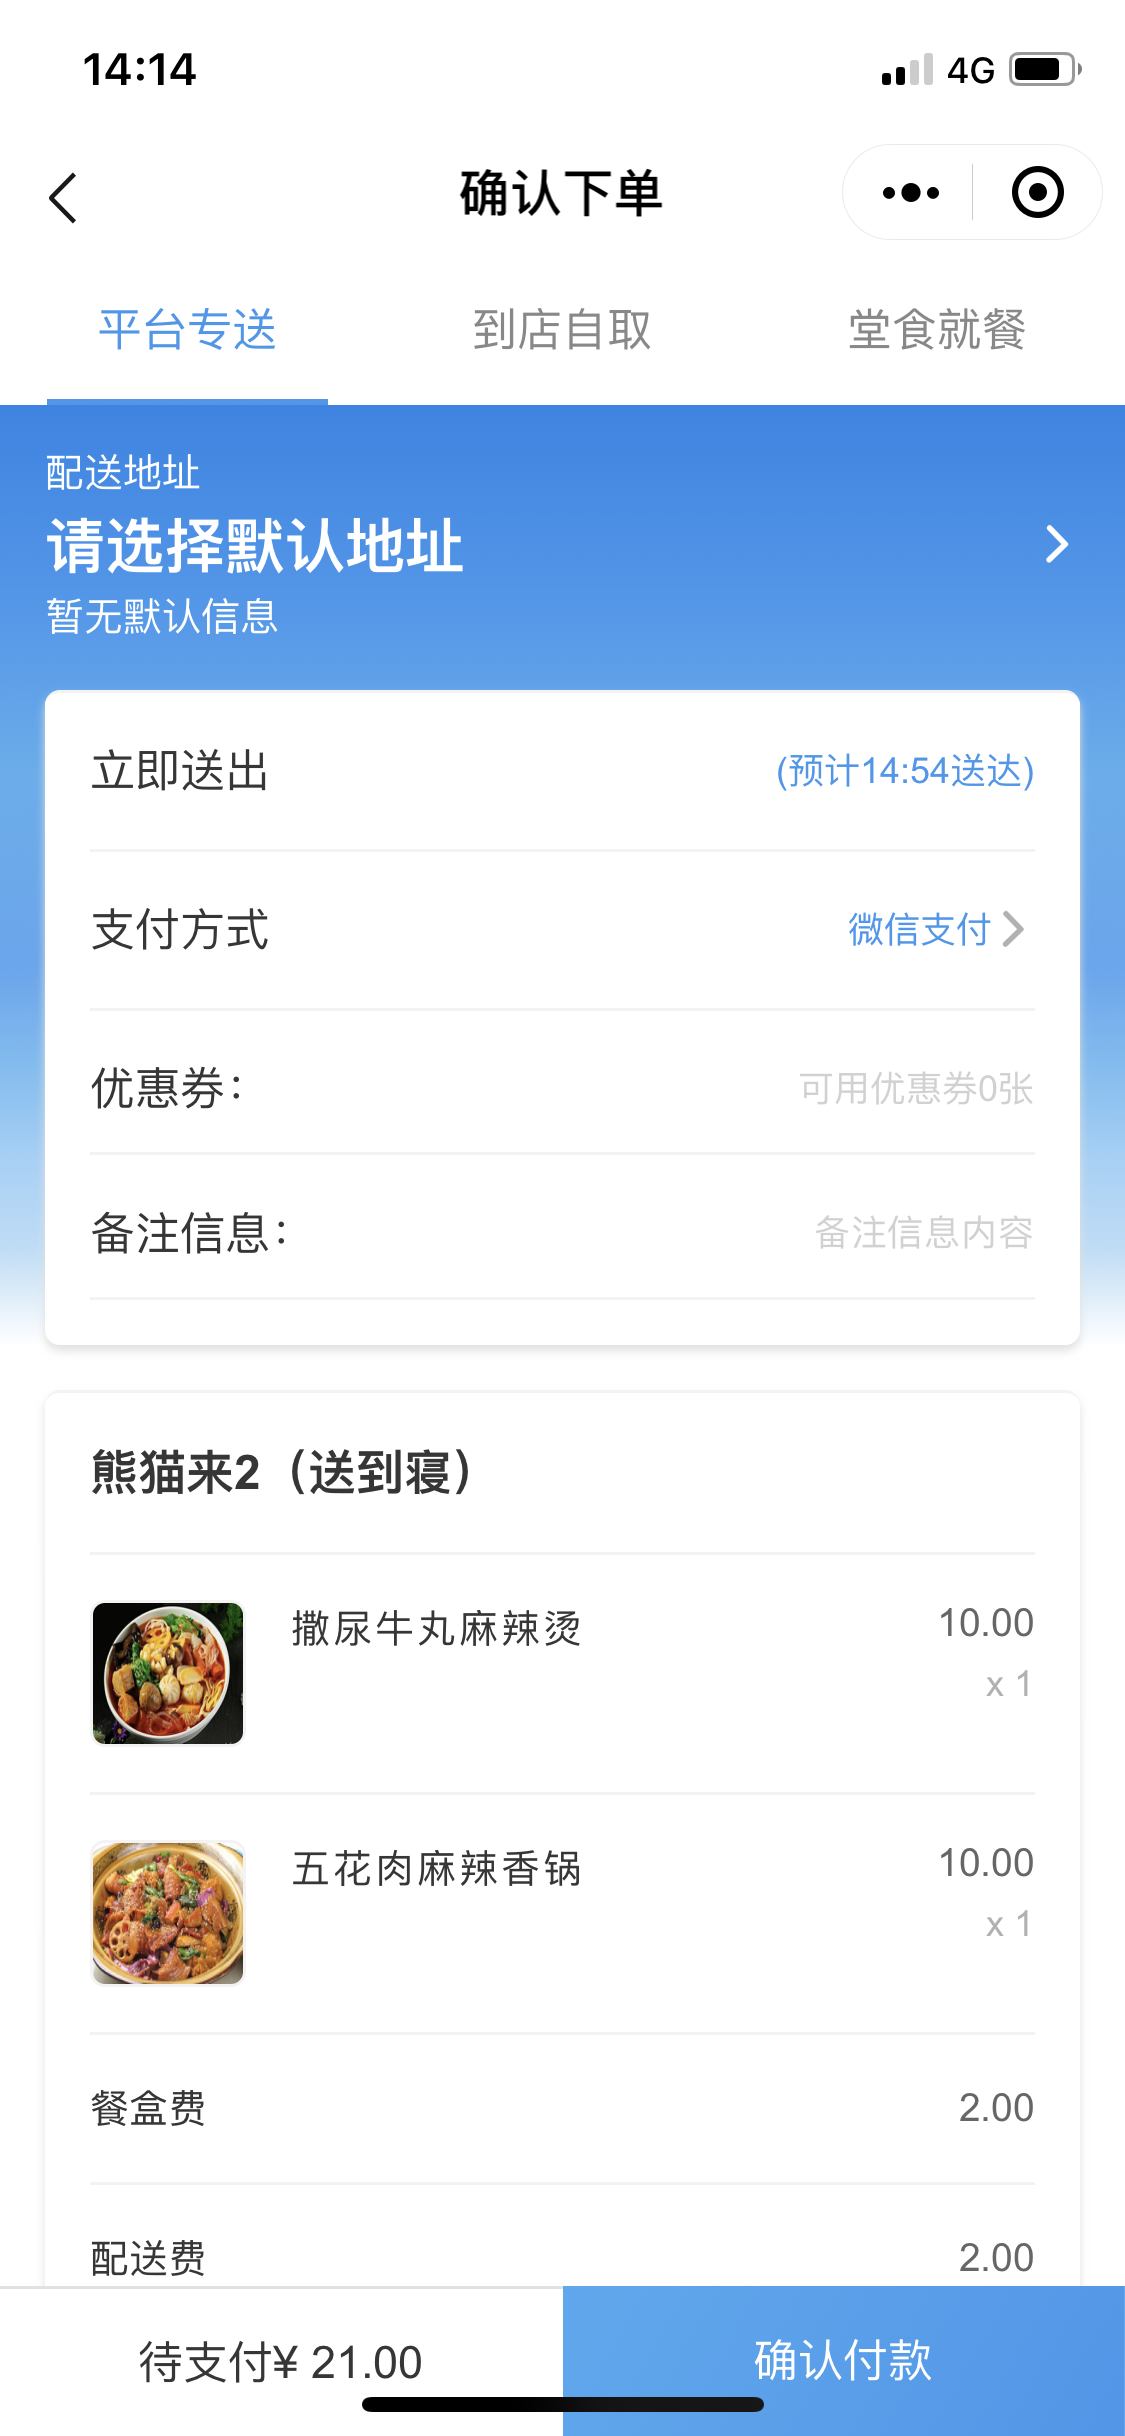 14:14
4G
确认下单
平台专送
到店自取
堂食就餐
配送地址
请选择默认地址
暂无默认信息
立即送出
(预计14:54送达)
支付方式
微信支付
优惠券：
可用优惠券0张
备注信息：
备注信息内容
熊猫来2（送到寝）
撒尿牛丸麻辣烫
10.00
x 1
五花肉麻辣香锅
10.00
x 1
餐盒费
2.00
配送费
2.00
待支付¥ 21.00
确认付款